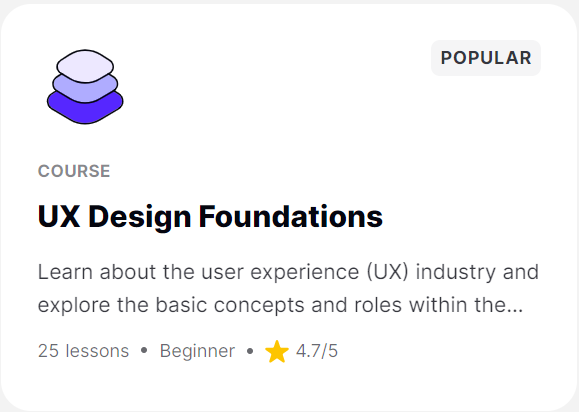 POPULAR
COURSE
UX Design Foundations
Learn about the user experience (UX) industry and
explore the basic concepts and roles within the...
25 lessons • Beginner • 4.7/5